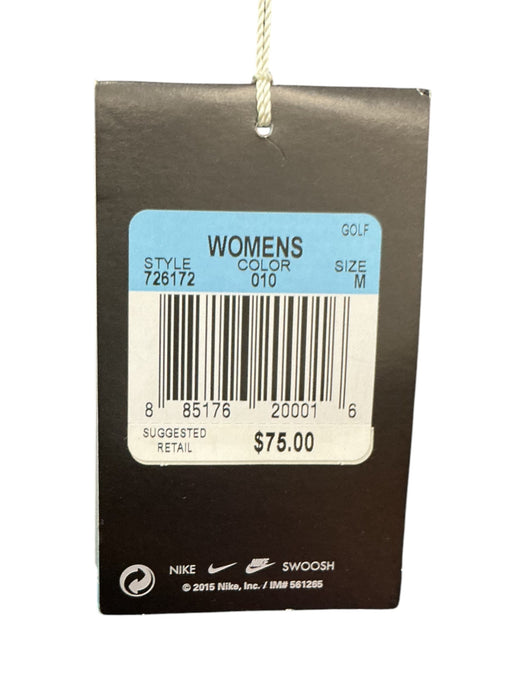 GOLF
WOMENS
STYLE COLOR SIZE
726172 010 M
8 85176 20001 6
SUGGESTED
RETAIL $75.00
NIKE SWOOSH
© 2015 Nike, Inc. / IM# 561265